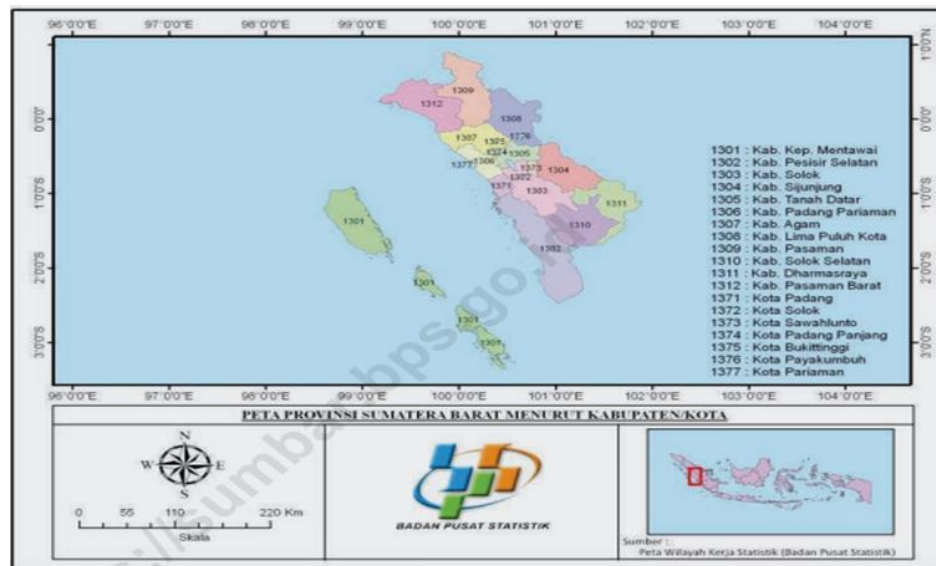 96°0'0"E 97°0'0"E 98°0'0"E 99°0'0"E 100°0'0"E 101°0'0"E 102°0'0"E 103°0'0"E 104°0'0"E
1°0'0"N
0°0'0"
1°0'0"S
2°0'0"S
3°0'0"S
1309
1312
1308
1376
1307
1375
1374
1305
1306
1377
1373
1304
1372
1371
1303
1311
1301
1310
1302
1301
1301
1301
1301 : Kab. Kep. Mentawai
1302 : Kab. Pesisir Selatan
1303 : Kab. Solok
1304 : Kab. Sijunjung
1305 : Kab. Tanah Datar
1306 : Kab. Padang Pariaman
1307 : Kab. Agam
1308 : Kab. Lima Puluh Kota
1309 : Kab. Pasaman
1310 : Kab. Solok Selatan
1311 : Kab. Dharmasraya
1312 : Kab. Pasaman Barat
1371 : Kota Padang
1372 : Kota Solok
1373 : Kota Sawahlunto
1374 : Kota Padang Panjang
1375 : Kota Bukittinggi
1376 : Kota Payakumbuh
1377 : Kota Pariaman
96°0'0"E 97°0'0"E 98°0'0"E 99°0'0"E 100°0'0"E 101°0'0"E 102°0'0"E 103°0'0"E 104°0'0"E
PETA PROVINSI SUMATERA BARAT MENURUT KABUPATEN/KOTA
N
W E
S
0 55 110 220 Km
Skala
BADAN PUSAT STATISTIK
Sumber :
Peta Wilayah Kerja Statistik (Badan Pusat Statistik)
//sumbar.bps.go.id